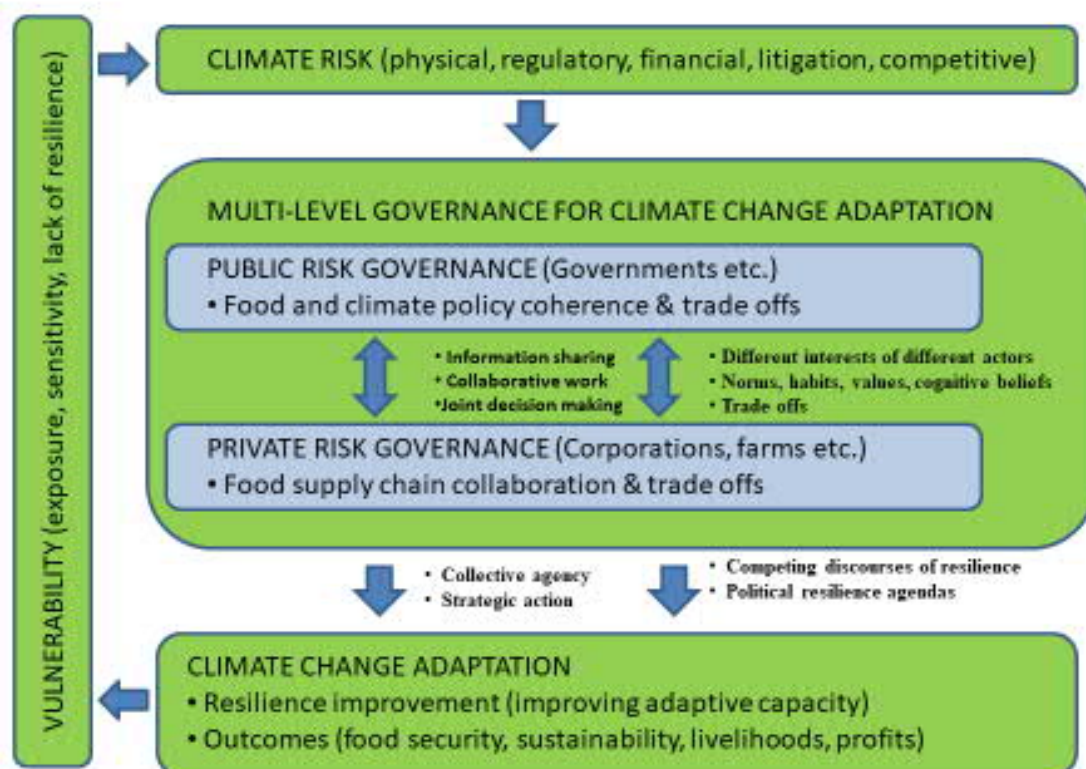 VULNERABILITY (exposure, sensitivity, lack of resilience)
CLIMATE RISK (physical, regulatory, financial, litigation, competitive)
MULTI-LEVEL GOVERNANCE FOR CLIMATE CHANGE ADAPTATION
PUBLIC RISK GOVERNANCE (Governments etc.)
• Food and climate policy coherence & trade offs
• Information sharing
• Collaborative work
•Joint decision making
• Different interests of different actors
• Norms, habits, values, cognitive beliefs
• Trade offs
PRIVATE RISK GOVERNANCE (Corporations, farms etc.)
• Food supply chain collaboration & trade offs
• Collective agency
• Strategic action
• Competing discourses of resilience
• Political resilience agendas
CLIMATE CHANGE ADAPTATION
• Resilience improvement (improving adaptive capacity)
• Outcomes (food security, sustainability, livelihoods, profits)